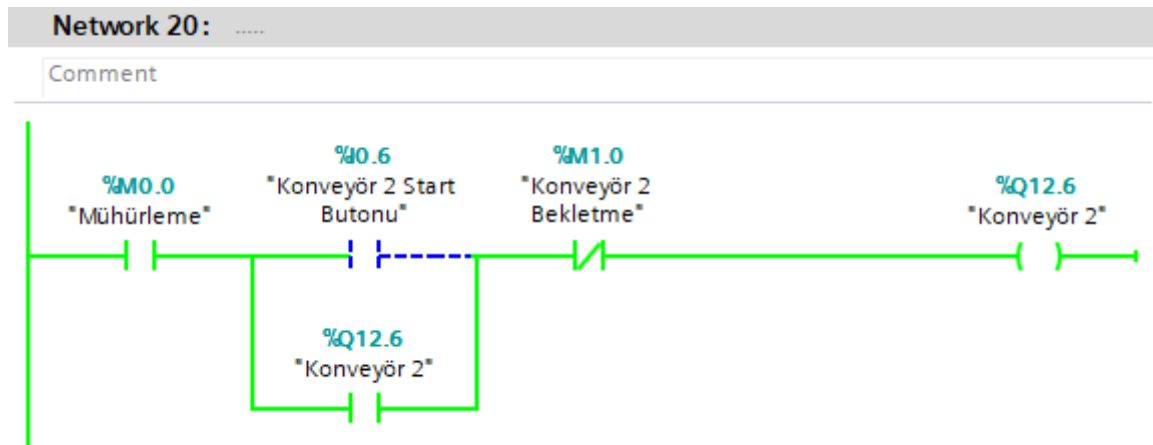 Network 20: .....
Comment
%I0.6
%M1.0
%M0.0
"Konveyör 2 Start
"Konveyör 2
%Q12.6
"Mühürleme"
Butonu"
Bekletme"
"Konveyör 2"
%Q12.6
"Konveyör 2"